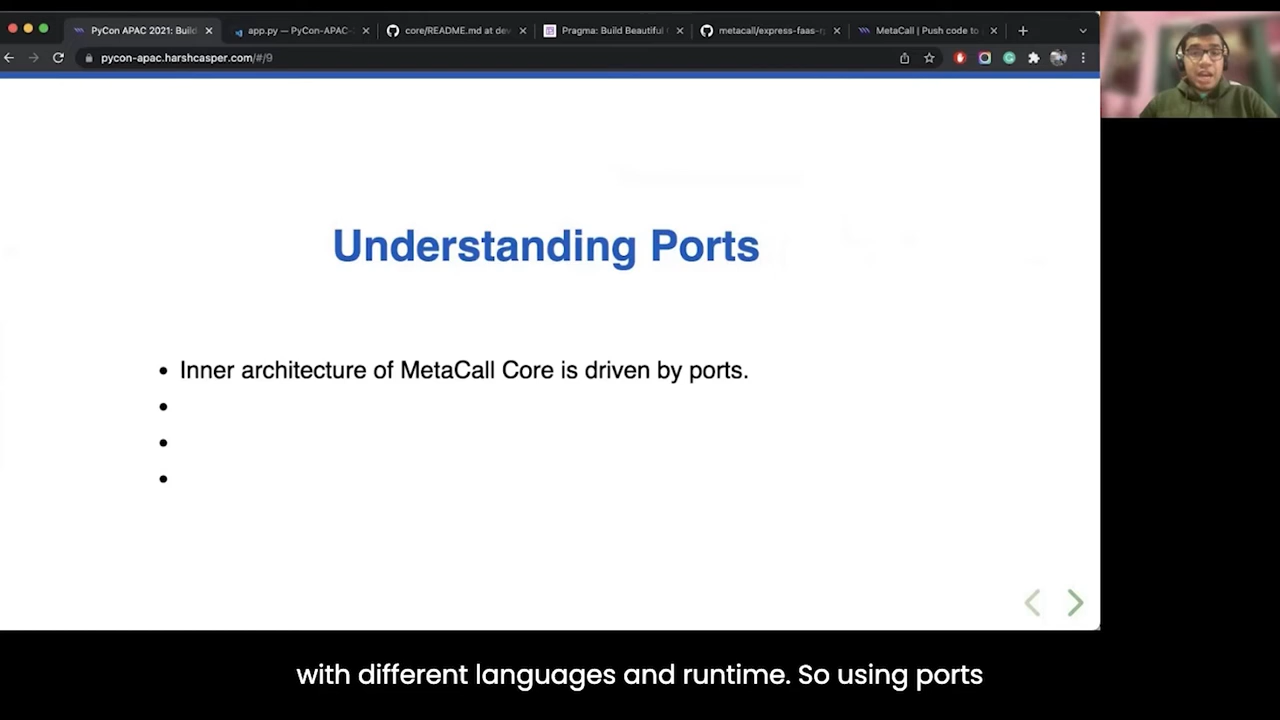 PyCon APAC 2021: Build
app.py — PyCon-APAC-
core/README.md at de
Pragma: Build Beautiful
metacall/express-faas-r
MetaCall | Push code to
pycon-apac.harshcasper.com/#/9
Understanding Ports
• Inner architecture of MetaCall Core is driven by ports.
•
•
•
with different languages and runtime. So using ports